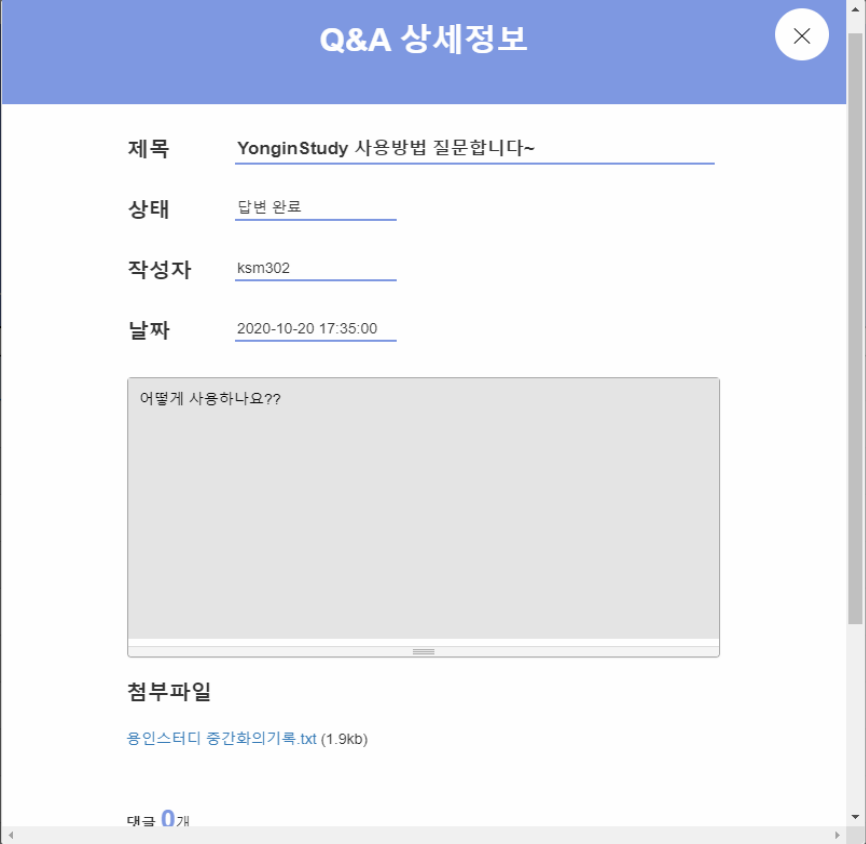 Q&A 상세정보
제목 YonginStudy 사용방법 질문합니다~
상태 답변 완료
작성자 ksm302
날짜 2020-10-20 17:35:00
어떻게 사용하나요??
첨부파일
용인스터디 중간화의기록.txt (1.9kb)
댓글 0개